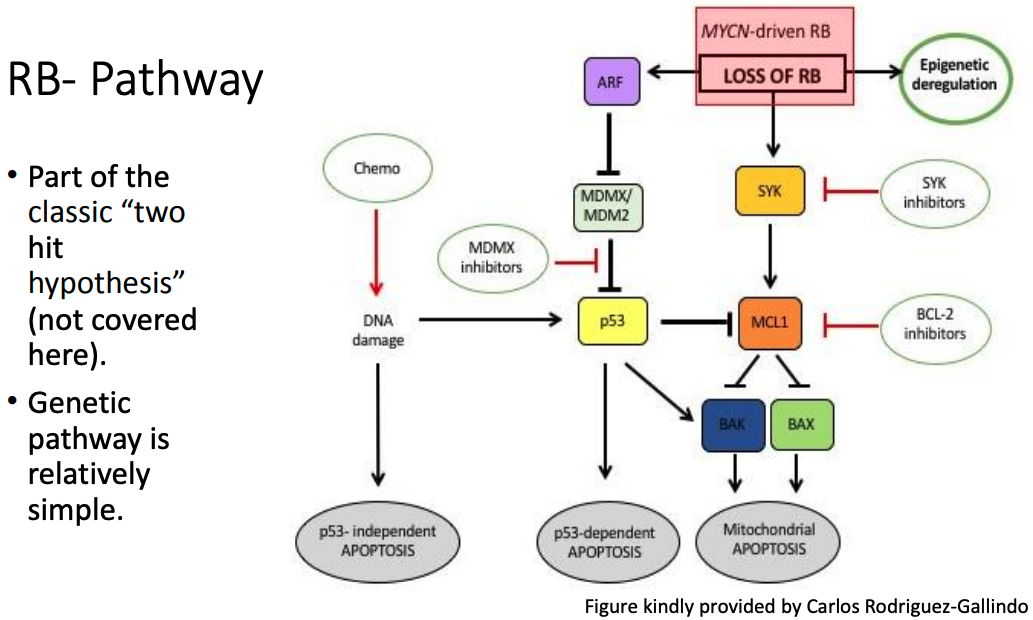 RB- Pathway
• Part of the
classic “two
hit
hypothesis”
(not covered
here).
• Genetic
pathway is
relatively
simple.
MYCN-driven RB
LOSS OF RB
ARF
Epigenetic
deregulation
Chemo
MDMX/
MDM2
SYK
SYK
inhibitors
MDMX
inhibitors
DNA
damage
p53
MCL1
BCL-2
inhibitors
BAK
BAX
p53- independent
APOPTOSIS
p53-dependent
APOPTOSIS
Mitochondrial
APOPTOSIS
Figure kindly provided by Carlos Rodriguez-Gallindo